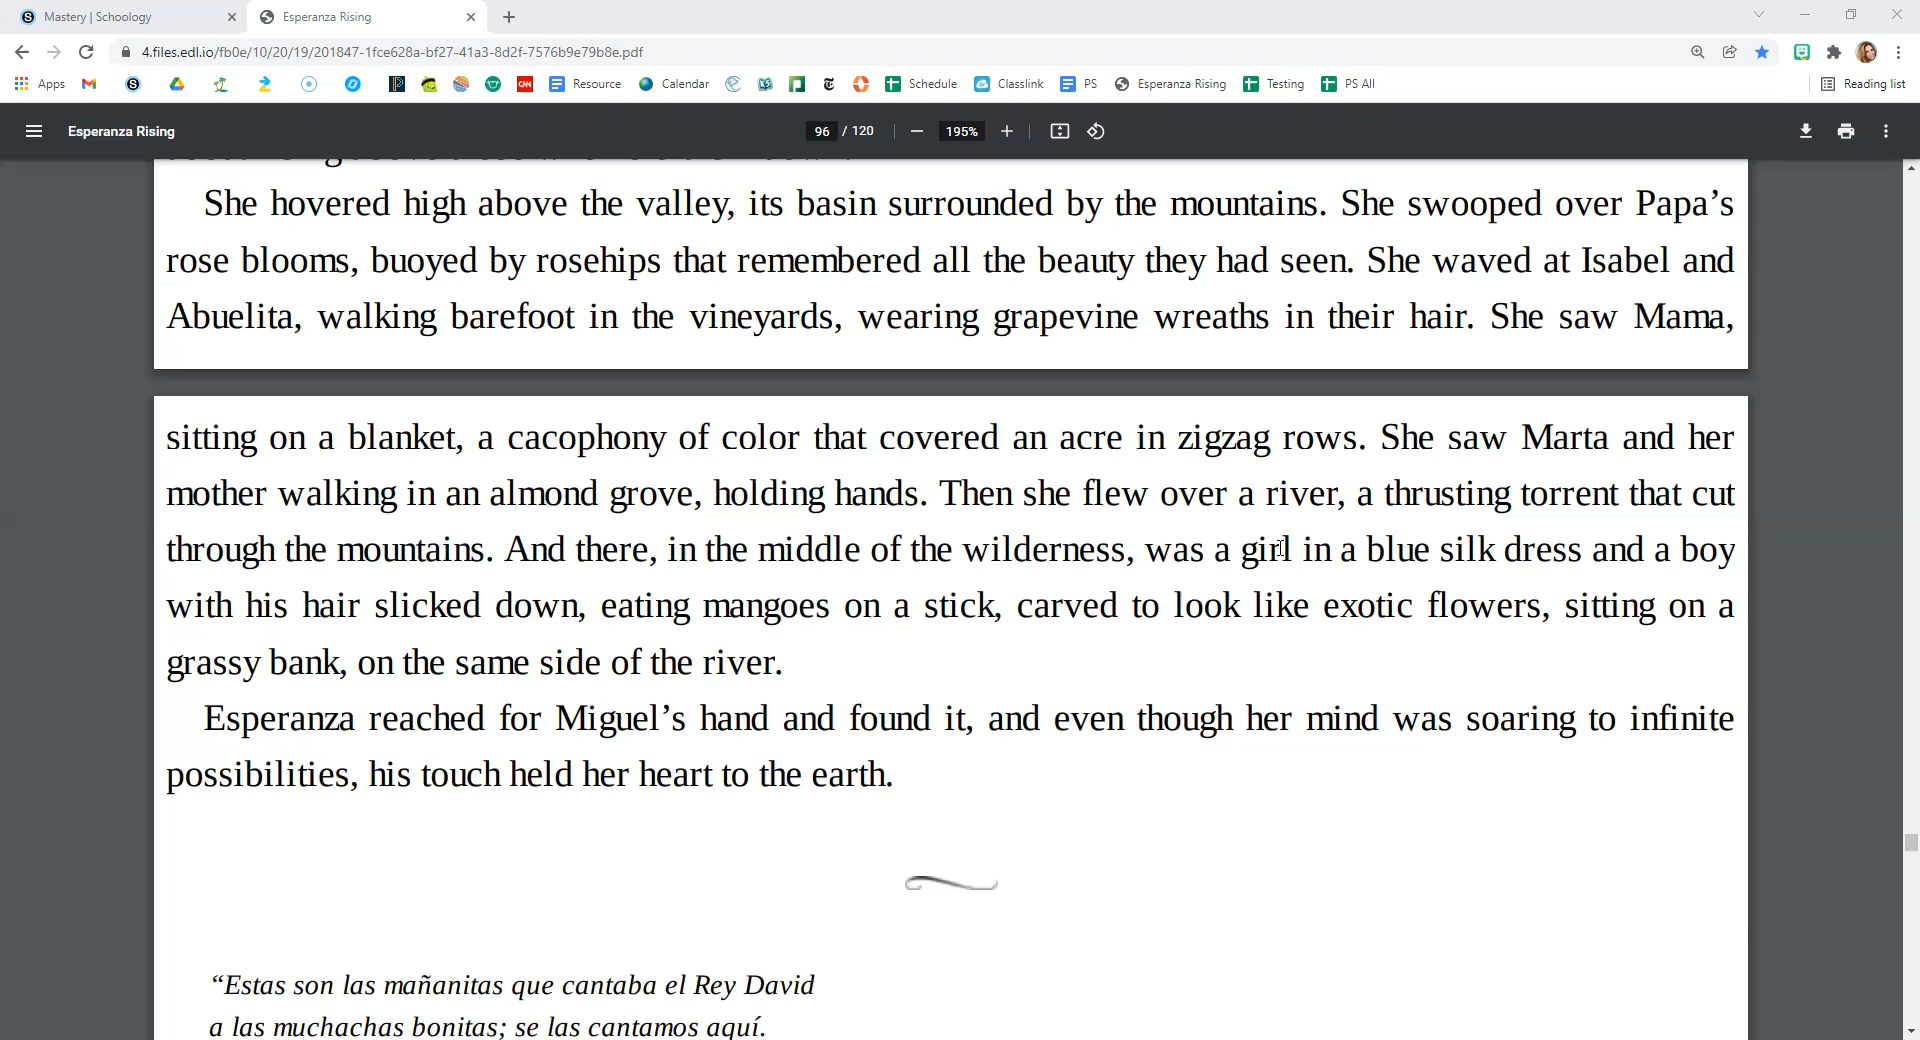 Mastery | Schoology
Esperanza Rising
4.files.edl.io/fb0e/10/20/19/201847-1fce628a-bf27-41a3-8d2f-7576b9e79b8e.pdf
Apps CNN Resource Calendar Schedule Classlink PS Esperanza Rising Testing PS All Reading list
Esperanza Rising 96 / 120 195%
She hovered high above the valley, its basin surrounded by the mountains. She swooped over Papa’s
rose blooms, buoyed by rosehips that remembered all the beauty they had seen. She waved at Isabel and
Abuelita, walking barefoot in the vineyards, wearing grapevine wreaths in their hair. She saw Mama,
sitting on a blanket, a cacophony of color that covered an acre in zigzag rows. She saw Marta and her
mother walking in an almond grove, holding hands. Then she flew over a river, a thrusting torrent that cut
through the mountains. And there, in the middle of the wilderness, was a girl in a blue silk dress and a boy
with his hair slicked down, eating mangoes on a stick, carved to look like exotic flowers, sitting on a
grassy bank, on the same side of the river.
Esperanza reached for Miguel’s hand and found it, and even though her mind was soaring to infinite
possibilities, his touch held her heart to the earth.
“Estas son las mañanitas que cantaba el Rey David
a las muchachas bonitas; se las cantamos aquí.